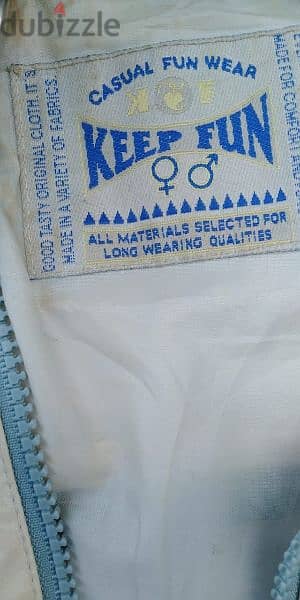 dubizzle
CASUAL FUN WEAR
KEEP FUN
ALL MATERIALS SELECTED FOR
LONG WEARING QUALITIES
GOOD TASTY ORIGINAL CLOTH IT'S
MADE IN A VARIETY OF FABRICS.
MADE FOR COMFOR